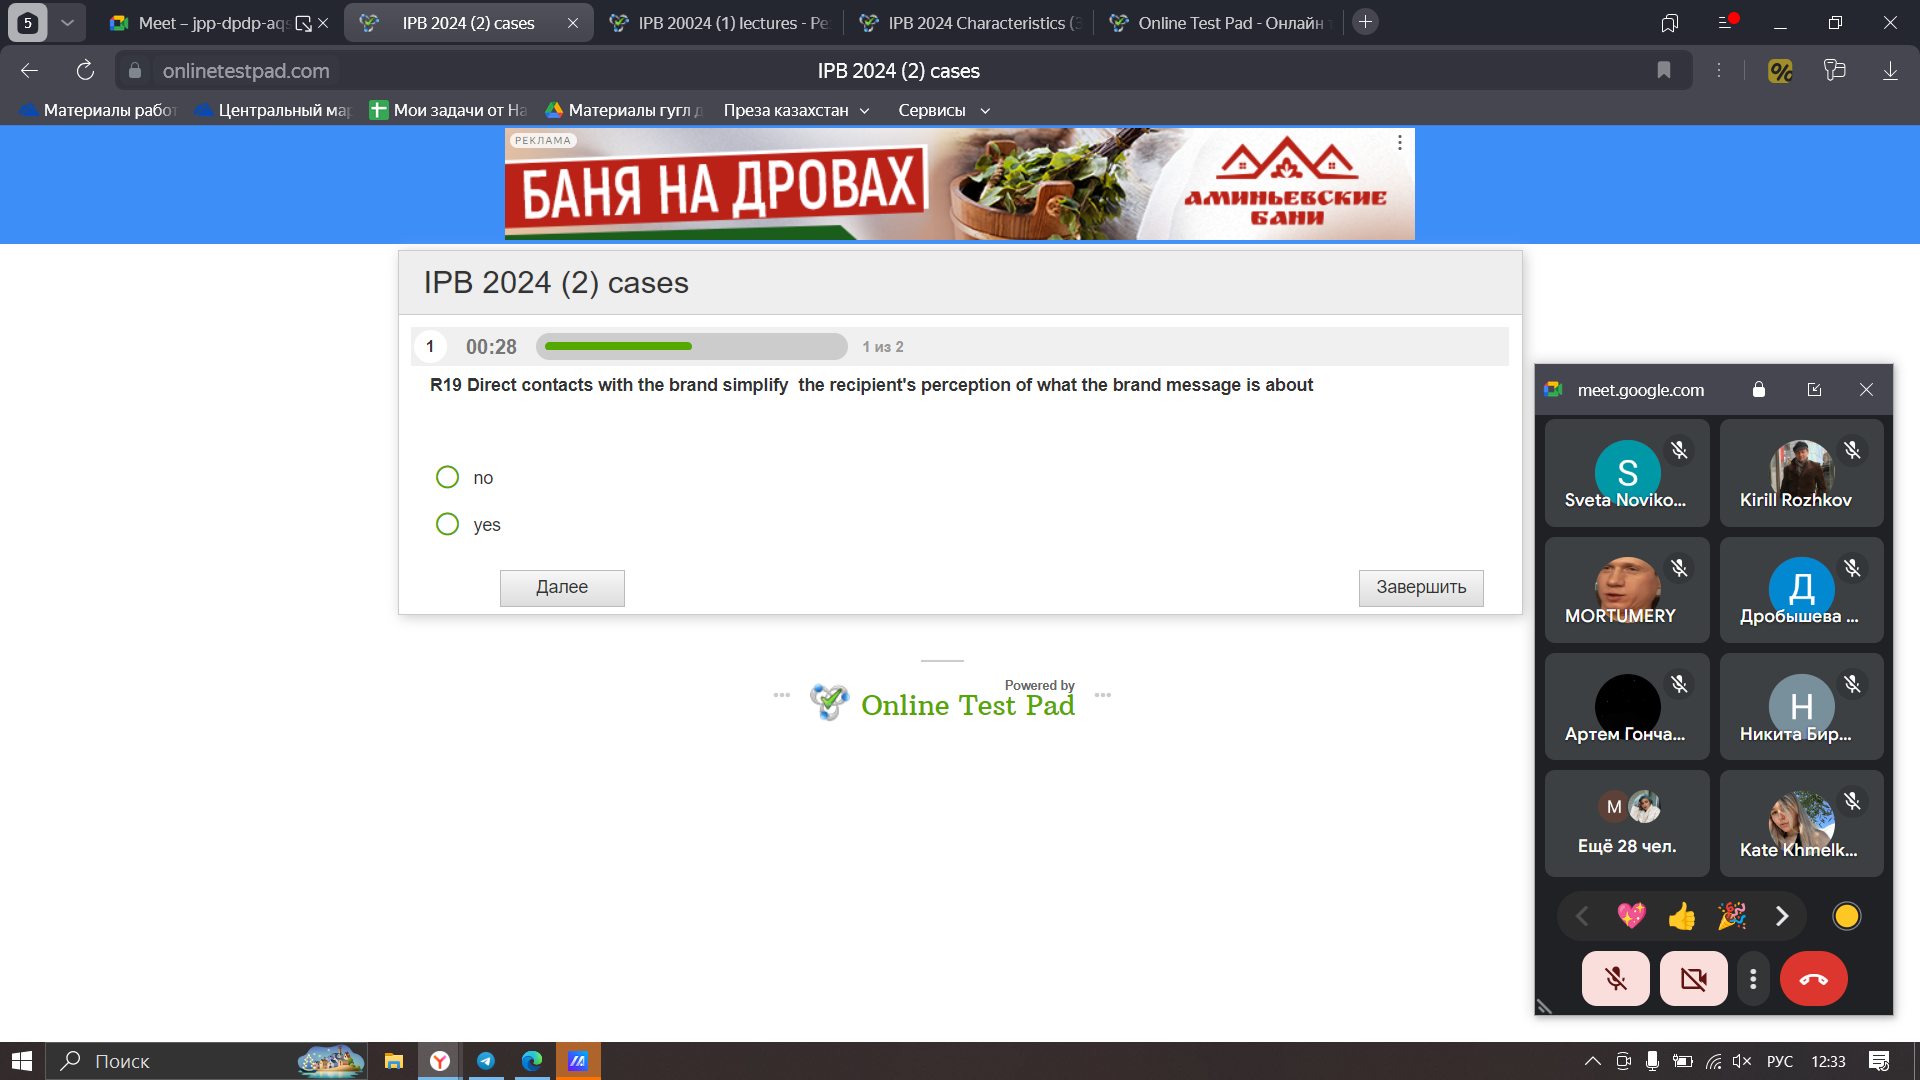 5
Meet – jpp-dpdp-aqs
IPB 2024 (2) cases
IPB 20024 (1) lectures - Ре
IPB 2024 Characteristics (3
Online Test Pad - Онлайн т
onlinetestpad.com
IPB 2024 (2) cases
Материалы работ
Центральный мар
Мои задачи от На
Материалы гугл д
Преза казахстан
Сервисы
РЕКЛАМА
БАНЯ НА ДРОВАХ
АМИНЬЕВСКИЕ
БАНИ
IPB 2024 (2) cases
1
00:28
1 из 2
R19 Direct contacts with the brand simplify  the recipient's perception of what the brand message is about
no
yes
Далее
Завершить
Powered by
Online Test Pad
meet.google.com
S
Sveta Noviko...
Kirill Rozhkov
MORTUMERY
Д
Дробышева ...
Артем Гонча...
Н
Никита Бир...
М
Ещё 28 чел.
Kate Khmelk...
Поиск
РУС
12:33